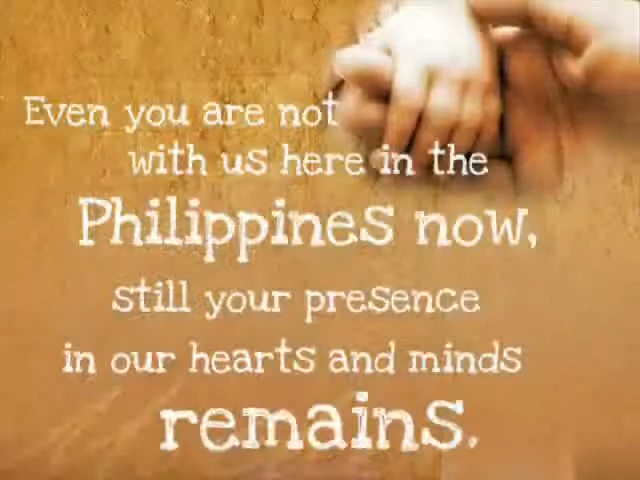 Even you are not
with us here in the
Philippines now,
still your presence
in our hearts and minds
remains.